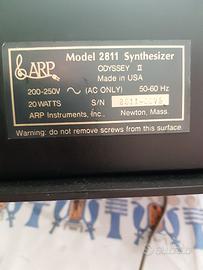 Model 2811 Synthesizer
ARP
ODYSSEY II
Made in USA
200-250V ~ (AC ONLY) 50-60 Hz
20 WATTS S/N
ARP Instruments, Inc., Newton, Mass.
Warning: do not remove screws from this surface.
subito